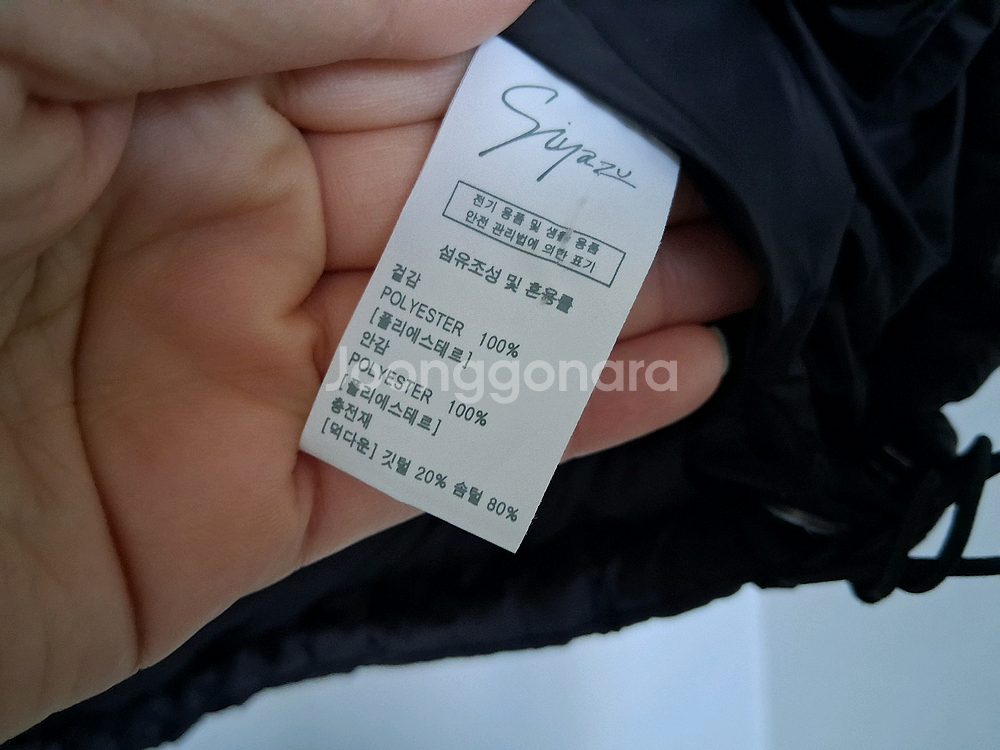 Siyazu
전기 용품 및 생활 용품
안전 관리법에 의한 표기
섬유조성 및 혼용률
겉감
POLYESTER 100%
[폴리에스테르]
안감
POLYESTER 100%
[폴리에스테르]
충전재
[덕다운] 깃털 20% 솜털 80%
Joonggonara